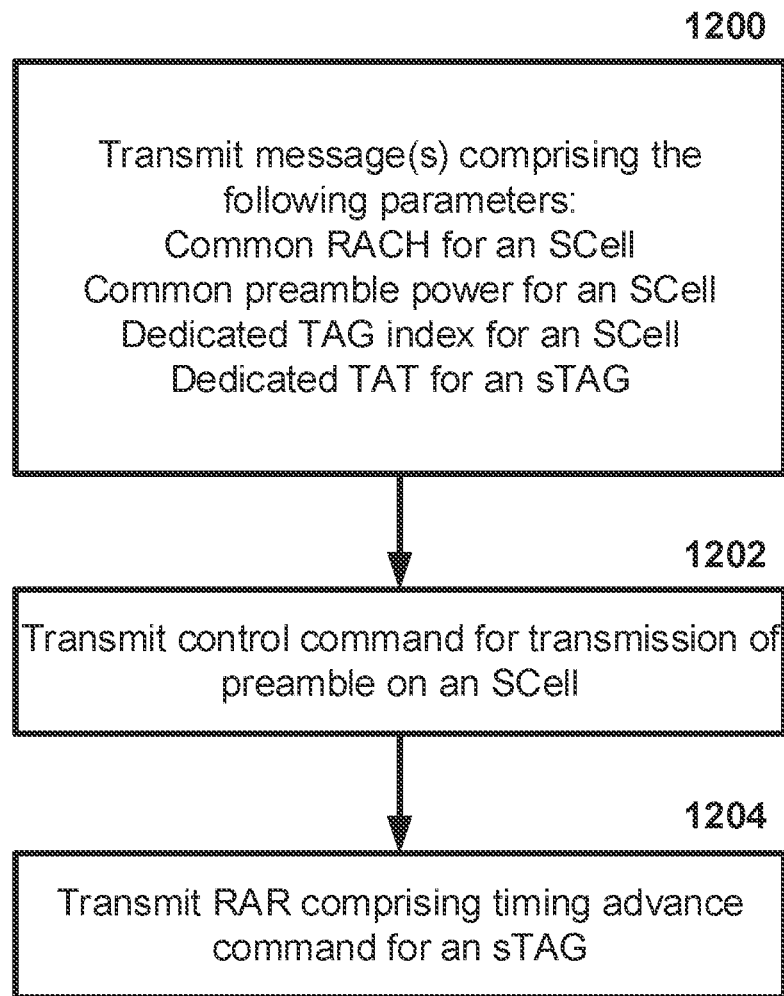 1200
Transmit message(s) comprising the
following parameters:
Common RACH for an SCell
Common preamble power for an SCell
Dedicated TAG index for an SCell
Dedicated TAT for an sTAG
1202
Transmit control command for transmission of
preamble on an SCell
1204
Transmit RAR comprising timing advance
command for an sTAG